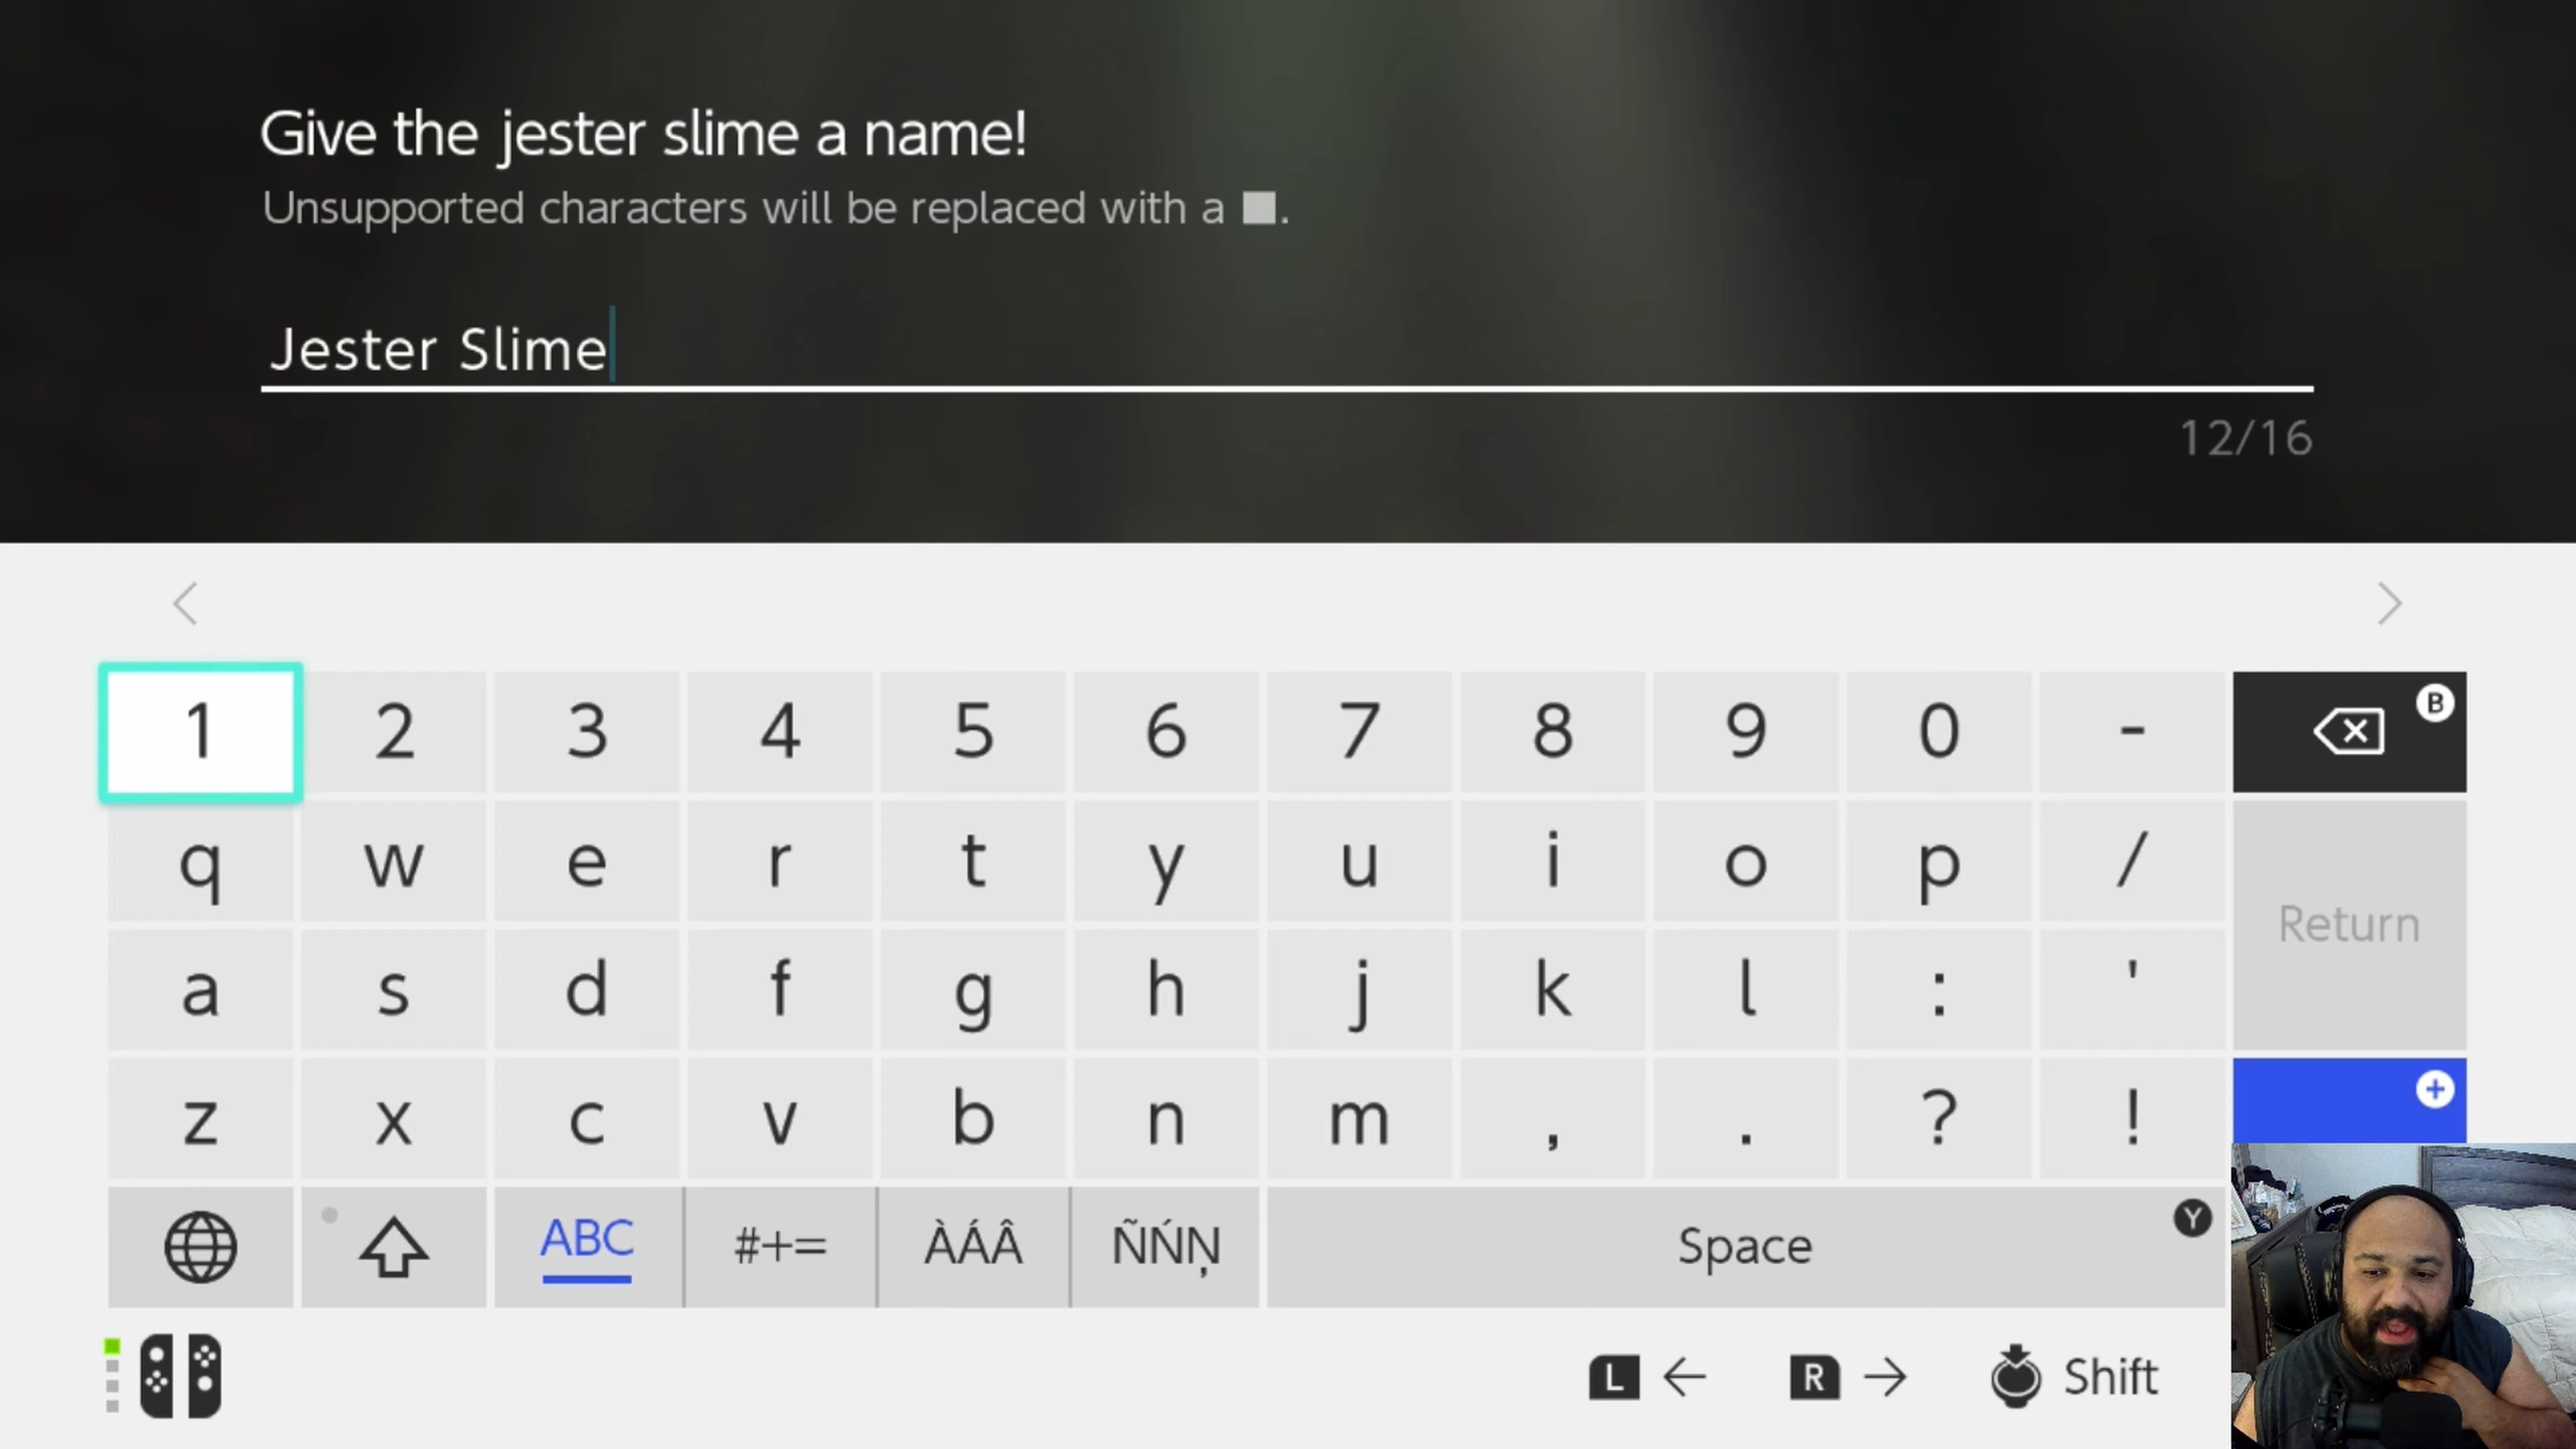 Give the jester slime a name!
Unsupported characters will be replaced with a ■.
Jester Slime
12/16
1 2 3 4 5 6 7 8 9 0 - B
q w e r t y u i o p /
Return
a s d f g h j k l : '
z x c v b n m , . ? ! +
ABC #+= ÀÁÂ ÑŃŅ Space Y
L ← R → Shift